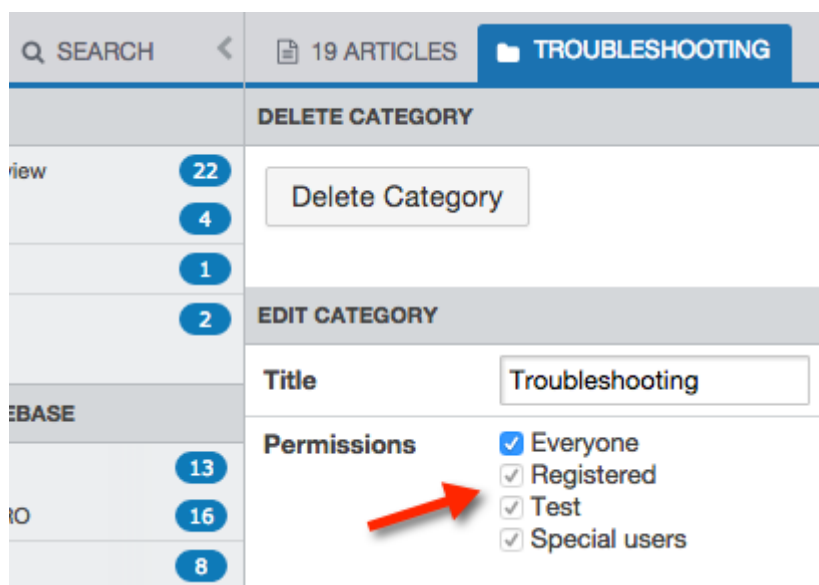 SEARCH
19 ARTICLES
TROUBLESHOOTING
DELETE CATEGORY
view
22
Delete Category
4
1
2
EDIT CATEGORY
Title
Troubleshooting
EBASE
Permissions
Everyone
13
Registered
RO
16
Test
8
Special users